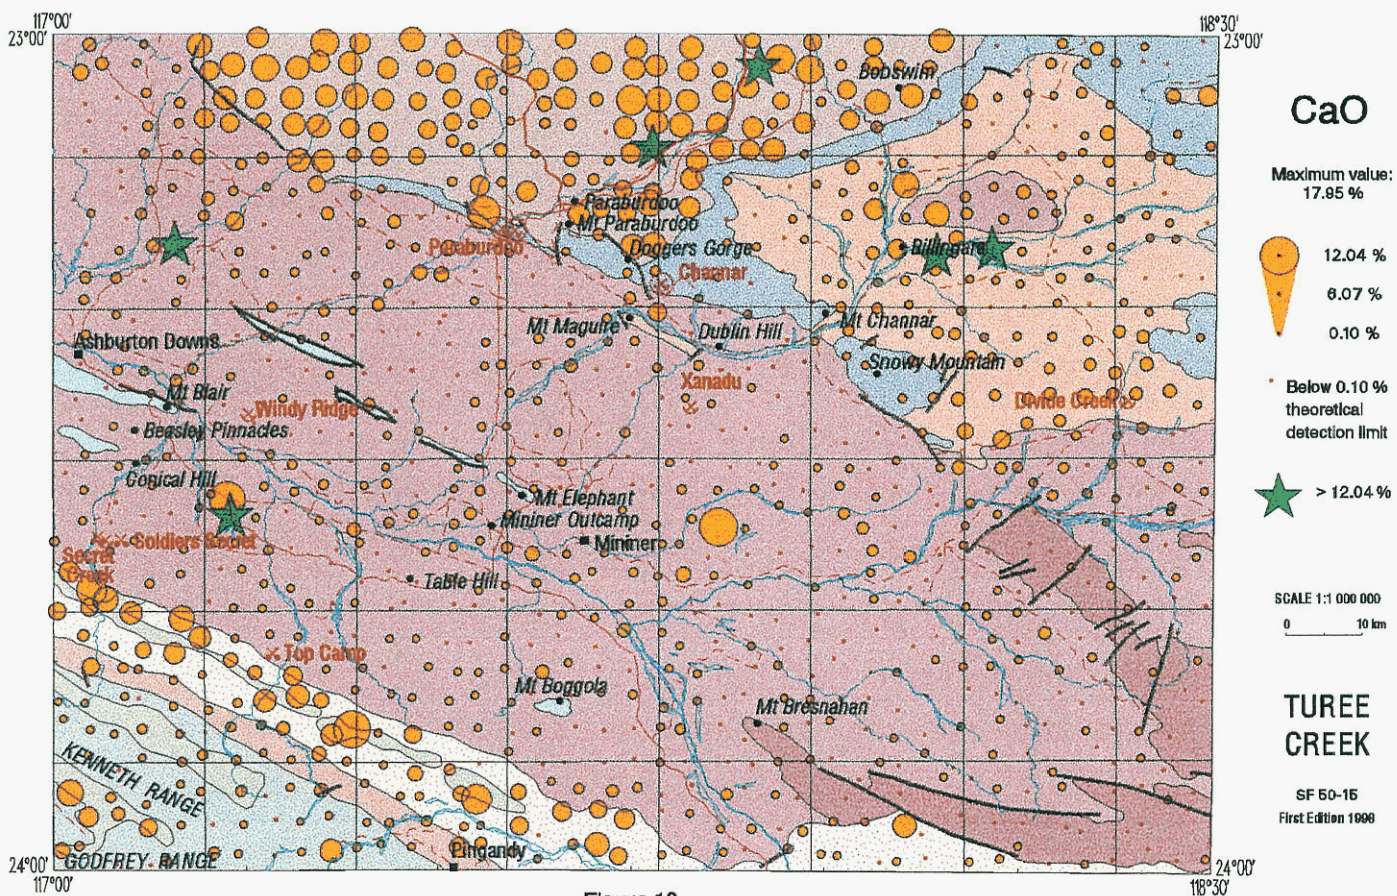 117°00'
118°30'
23°00'
23°00'
CaO
Maximum value:
17.95 %
12.04 %
6.07 %
0.10 %
Below 0.10 %
theoretical
detection limit
> 12.04 %
SCALE 1:1 000 000
0 10 km
TUREE
CREEK
SF 50-15
First Edition 1996
Bobswim
Paraburdoo
Mt Paraburdoo
Paraburdoo
Doggers Gorge
Billingara
Channar
Mt Maguire
Dublin Hill
Mt Channar
Ashburton Downs
Snowy Mountain
Xanadu
Mt Blair
Windy Ridge
Divide Creek
Beasley Pinnacles
Conical Hill
Mt Elephant
Mininer Outcamp
Soldiers Secret
Mininer
Secret
Creek
Table Hill
Top Camp
Mt Boggola
Mt Bresnahan
KENNETH RANGE
GODFREY RANGE
Pingandy
24°00'
24°00'
117°00'
118°30'